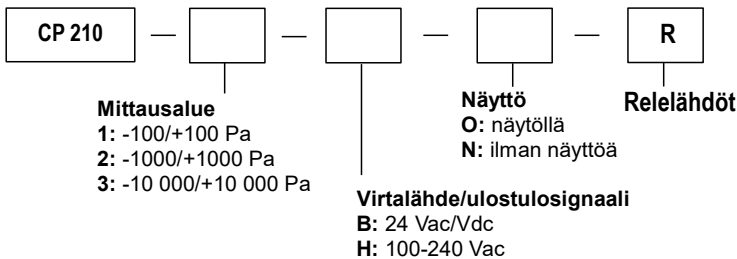 CP 210 — — — — R
Mittausalue
1: -100/+100 Pa
2: -1000/+1000 Pa
3: -10 000/+10 000 Pa
Virtalähde/ulostulosignaali
B: 24 Vac/Vdc
H: 100-240 Vac
Näyttö
O: näytöllä
N: ilman näyttöä
Relelähdöt